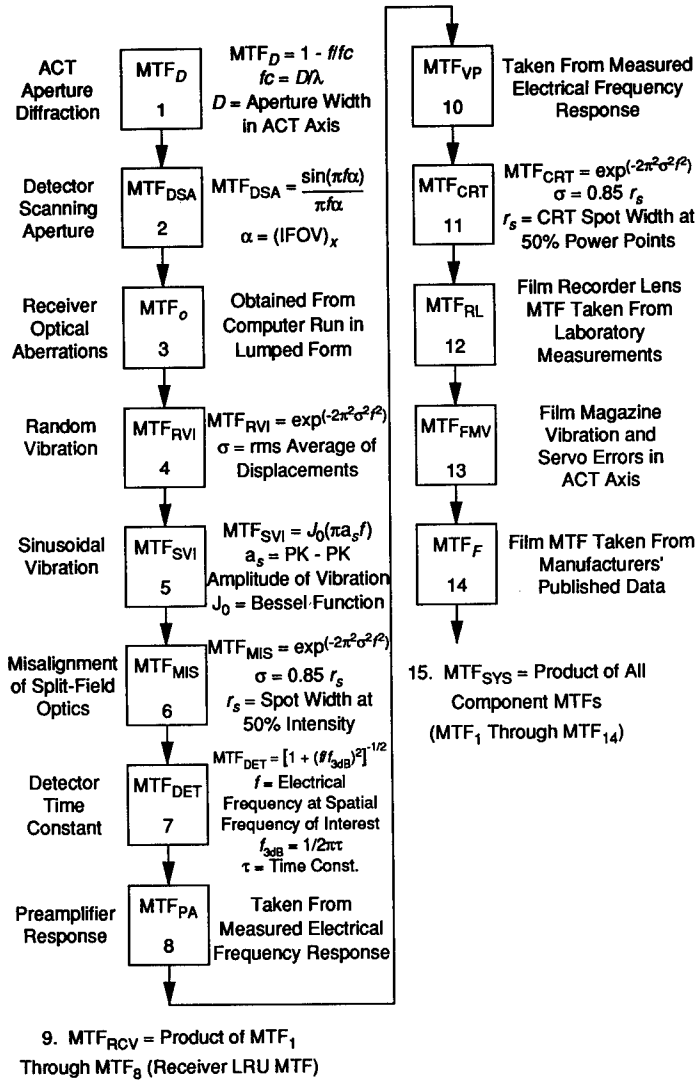 ACT
Aperture
Diffraction
MTF_D
1
MTF_D = 1 - f/fc
fc = D/λ
D = Aperture Width
in ACT Axis
Detector
Scanning
Aperture
MTF_DSA
2
MTF_DSA = sin(πfα)/πfα
α = (IFOV)_x
Receiver
Optical
Aberrations
MTF_o
3
Obtained From
Computer Run in
Lumped Form
Random
Vibration
MTF_RVI
4
MTF_RVI = exp^(-2π²σ²f²)
σ = rms Average of
Displacements
Sinusoidal
Vibration
MTF_SVI
5
MTF_SVI = J_0(πa_s f)
a_s = PK - PK
Amplitude of Vibration
J_0 = Bessel Function
Misalignment
of Split-Field
Optics
MTF_MIS
6
MTF_MIS = exp^(-2π²σ²f²)
σ = 0.85 r_s
r_s = Spot Width at
50% Intensity
Detector
Time
Constant
MTF_DET
7
MTF_DET = [1 + (f/f_3dB)²]^-1/2
f = Electrical
Frequency at Spatial
Frequency of Interest
f_3dB = 1/2πτ
τ = Time Const.
Preamplifier
Response
MTF_PA
8
Taken From
Measured Electrical
Frequency Response
9. MTF_RCV = Product of MTF_1
Through MTF_8 (Receiver LRU MTF)
MTF_VP
10
Taken From Measured
Electrical Frequency
Response
MTF_CRT
11
MTF_CRT = exp^(-2π²σ²f²)
σ = 0.85 r_s
r_s = CRT Spot Width at
50% Power Points
MTF_RL
12
Film Recorder Lens
MTF Taken From
Laboratory
Measurements
MTF_FMV
13
Film Magazine
Vibration and
Servo Errors in
ACT Axis
MTF_F
14
Film MTF Taken From
Manufacturers'
Published Data
15. MTF_SYS = Product of All
Component MTFs
(MTF_1 Through MTF_14)